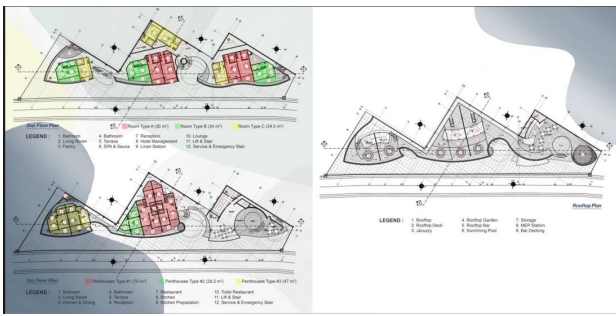 2nd Floor Plan
Room Type A (30 m²) Room Type B (24 m²) Room Type C (24,5 m²)
LEGEND :
1. Bedroom 4. Bathroom 7. Reception 10. Lounge
2. Living Room 5. Terrace 8. Hotel Management 11. Lift & Stair
3. Pantry 6. SPA & Sauna 9. Linen Station 12. Service & Emergency Stair
3rd. Floor Plan
Penthouses Type #1 (70 m²) Penthouses Type #2 (28,5 m²) Penthouses Type #3 (47 m²)
LEGEND :
1. Bedroom 4. Bathroom 7. Restaurant 10. Toilet Restaurant
2. Living Room 5. Terrace 8. Kitchen 11. Lift & Stair
3. Kitchen & Dining 6. Reception 9. Kitchen Preparation 12. Service & Emergency Stair
Rooftop Plan
LEGEND :
1. Rooftop 4. Rooftop Garden 7. Storage
2. Rooftop Deck 5. Rooftop Bar 8. MEP Station
3. Jacuzzy 6. Swimming Pool 9. Bar Decking